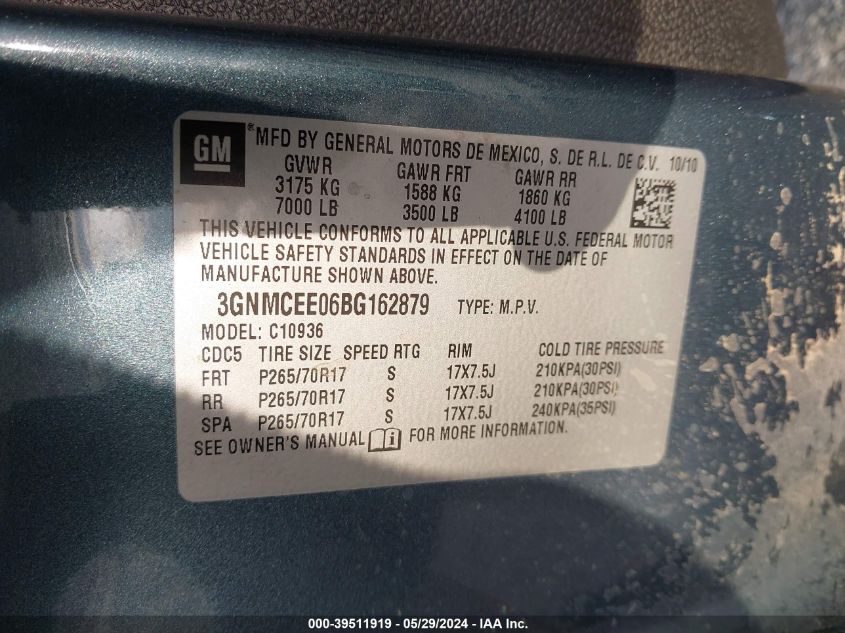 GM ® MFD BY GENERAL MOTORS DE MEXICO, S. DE R.L. DE C.V. 10/10
GVWR GAWR FRT GAWR RR
3175 KG 1588 KG 1860 KG
7000 LB 3500 LB 4100 LB
THIS VEHICLE CONFORMS TO ALL APPLICABLE U.S. FEDERAL MOTOR
VEHICLE SAFETY STANDARDS IN EFFECT ON THE DATE OF
MANUFACTURE SHOWN ABOVE.
3GNMCEE06BG162879 TYPE: M.P.V.
MODEL: C10936
CDC5 TIRE SIZE SPEED RTG RIM COLD TIRE PRESSURE
FRT P265/70R17 S 17X7.5J 210KPA(30PSI)
RR P265/70R17 S 17X7.5J 210KPA(30PSI)
SPA P265/70R17 S 17X7.5J 240KPA(35PSI)
SEE OWNER'S MANUAL i FOR MORE INFORMATION.
000-39511919 - 05/29/2024 - IAA Inc.